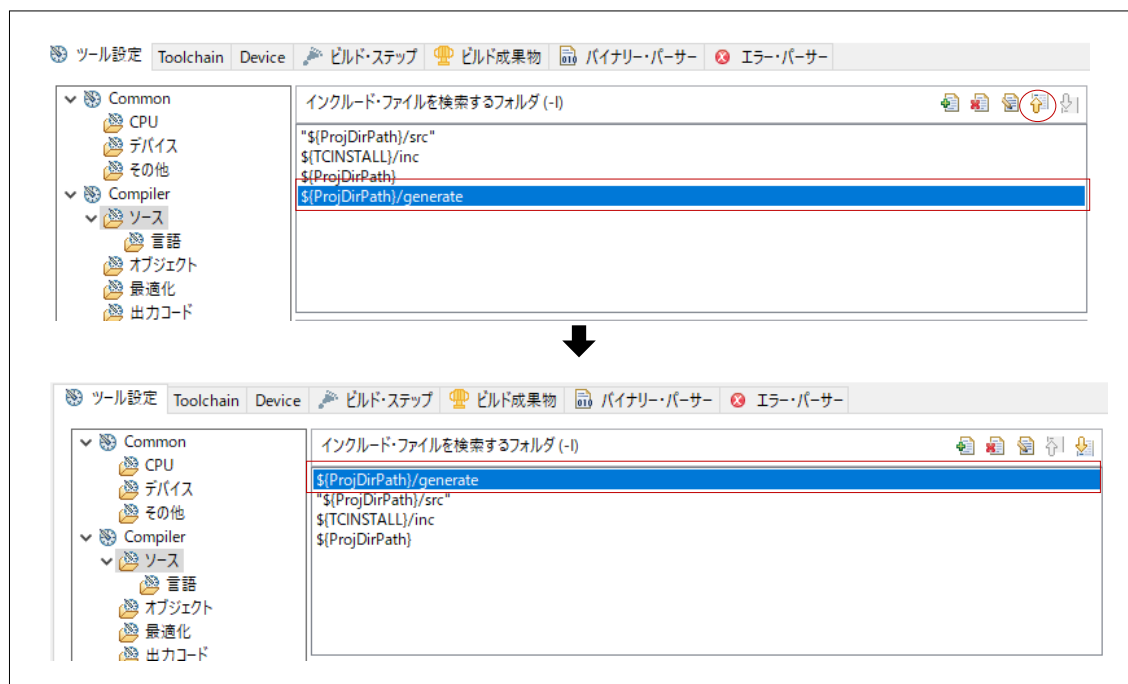 ツール設定 Toolchain Device ビルド・ステップ ビルド成果物 バイナリー・パーサー エラー・パーサー
Common
CPU
デバイス
その他
Compiler
ソース
言語
オブジェクト
最適化
出力コード
インクルード・ファイルを検索するフォルダ (-I)
"${ProjDirPath}/src"
${TCINSTALL}/inc
${ProjDirPath}
${ProjDirPath}/generate
ツール設定 Toolchain Device ビルド・ステップ ビルド成果物 バイナリー・パーサー エラー・パーサー
Common
CPU
デバイス
その他
Compiler
ソース
言語
オブジェクト
最適化
出力コード
インクルード・ファイルを検索するフォルダ (-I)
${ProjDirPath}/generate
"${ProjDirPath}/src"
${TCINSTALL}/inc
${ProjDirPath}